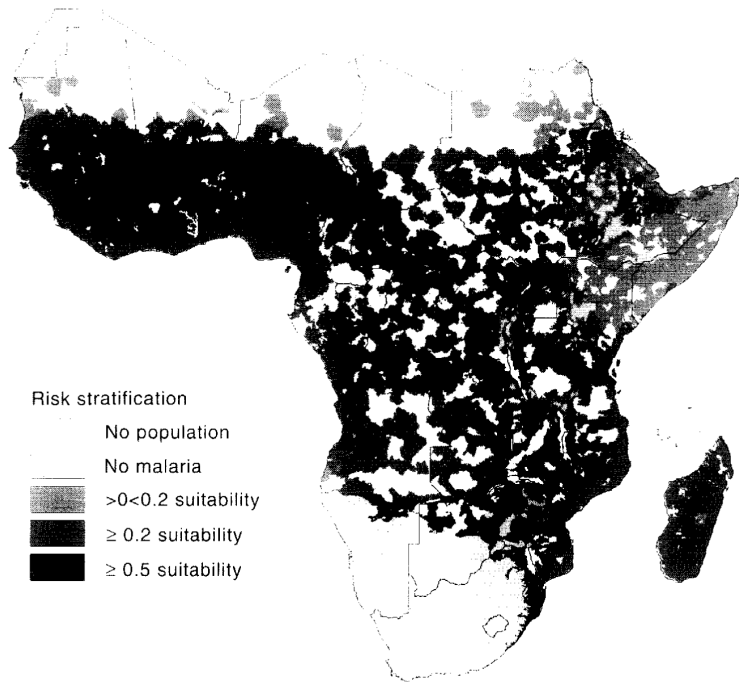 Risk stratification
No population
No malaria
>0<0.2 suitability
≥ 0.2 suitability
≥ 0.5 suitability